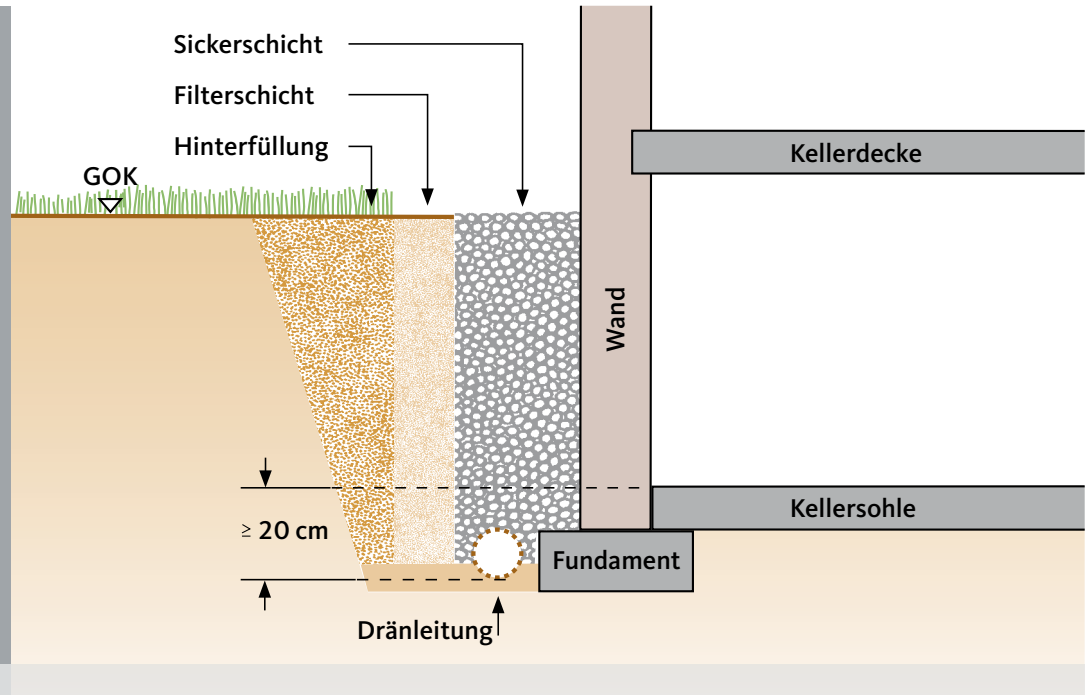 Sickerschicht
Filterschicht
Hinterfüllung
GOK
Kellerdecke
Wand
≥ 20 cm
Kellersohle
Fundament
Dränleitung